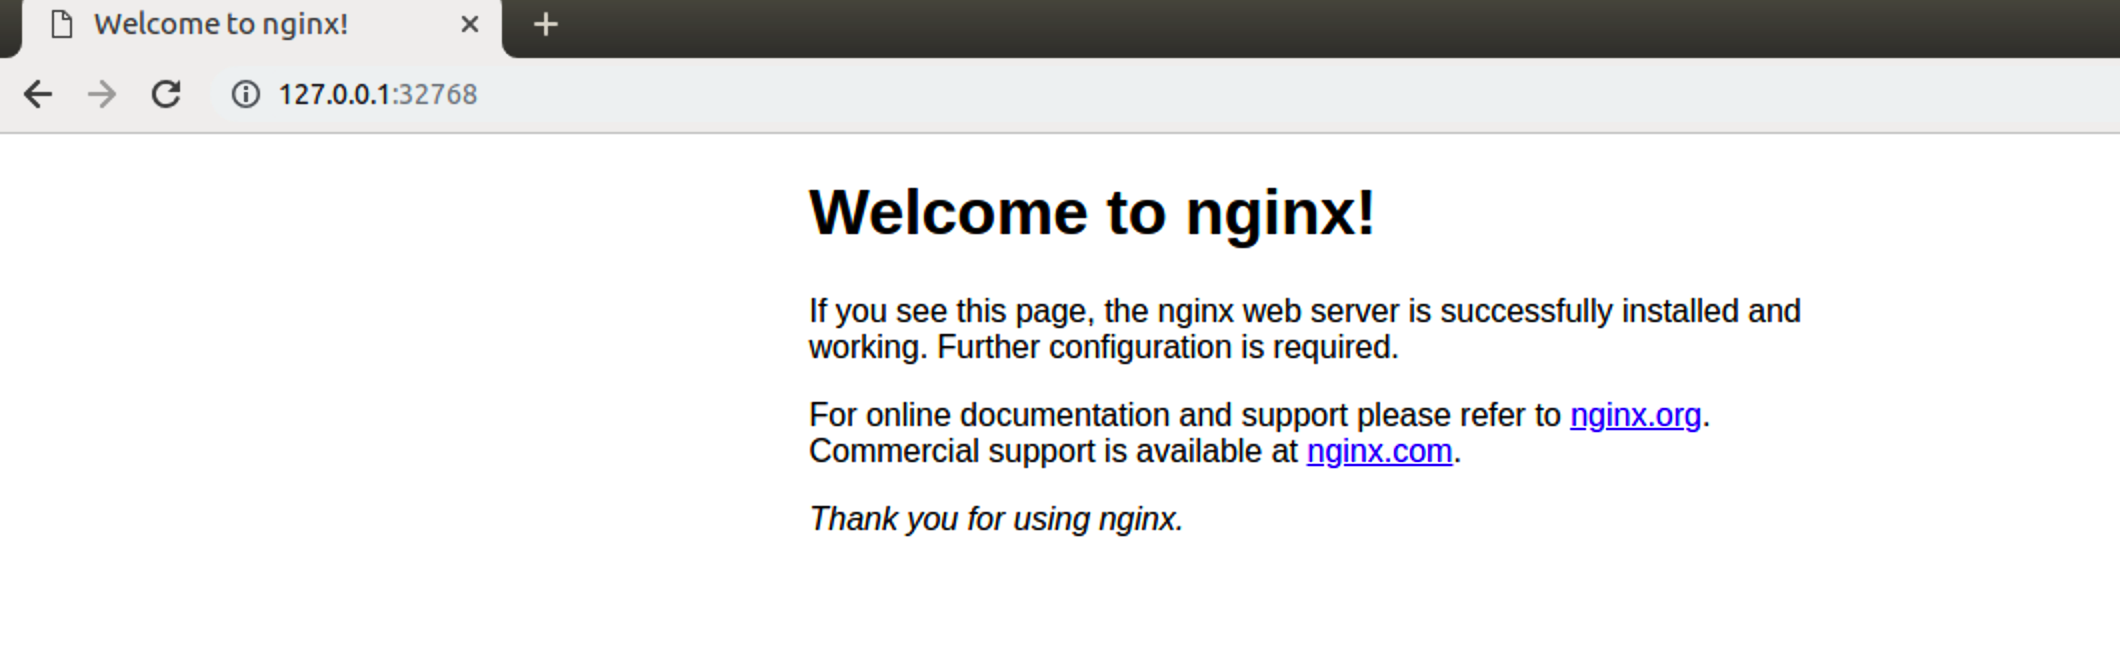 Welcome to nginx!
127.0.0.1:32768
Welcome to nginx!
If you see this page, the nginx web server is successfully installed and
working. Further configuration is required.
For online documentation and support please refer to nginx.org.
Commercial support is available at nginx.com.
Thank you for using nginx.